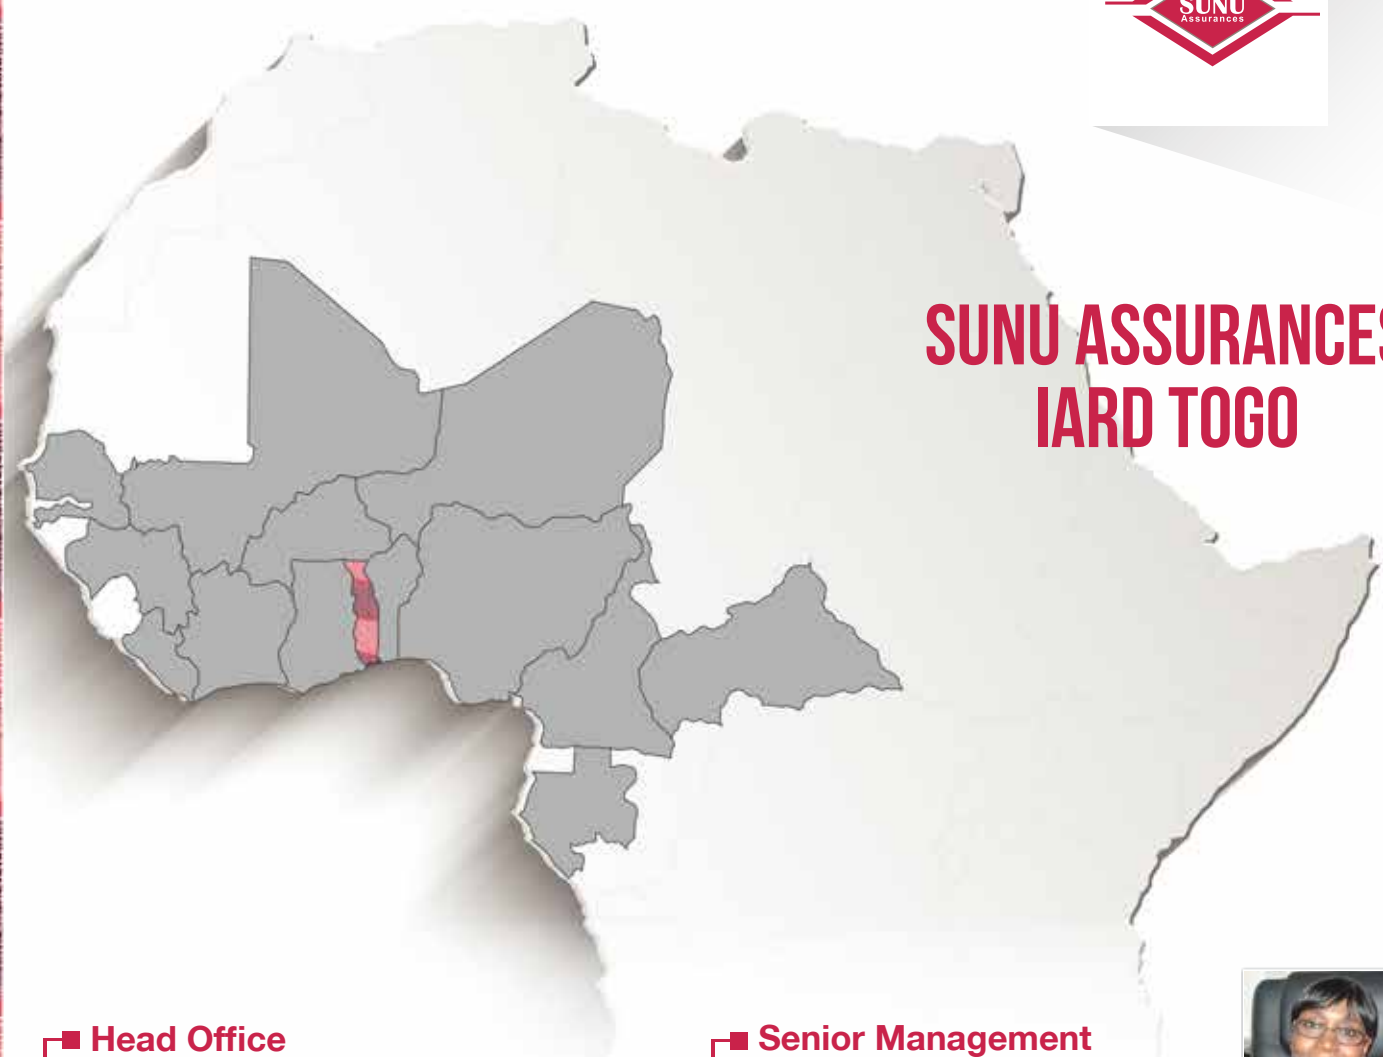 SUNU
Assurances
SUNU ASSURANCES
IARD TOGO
Head Office
Senior Management